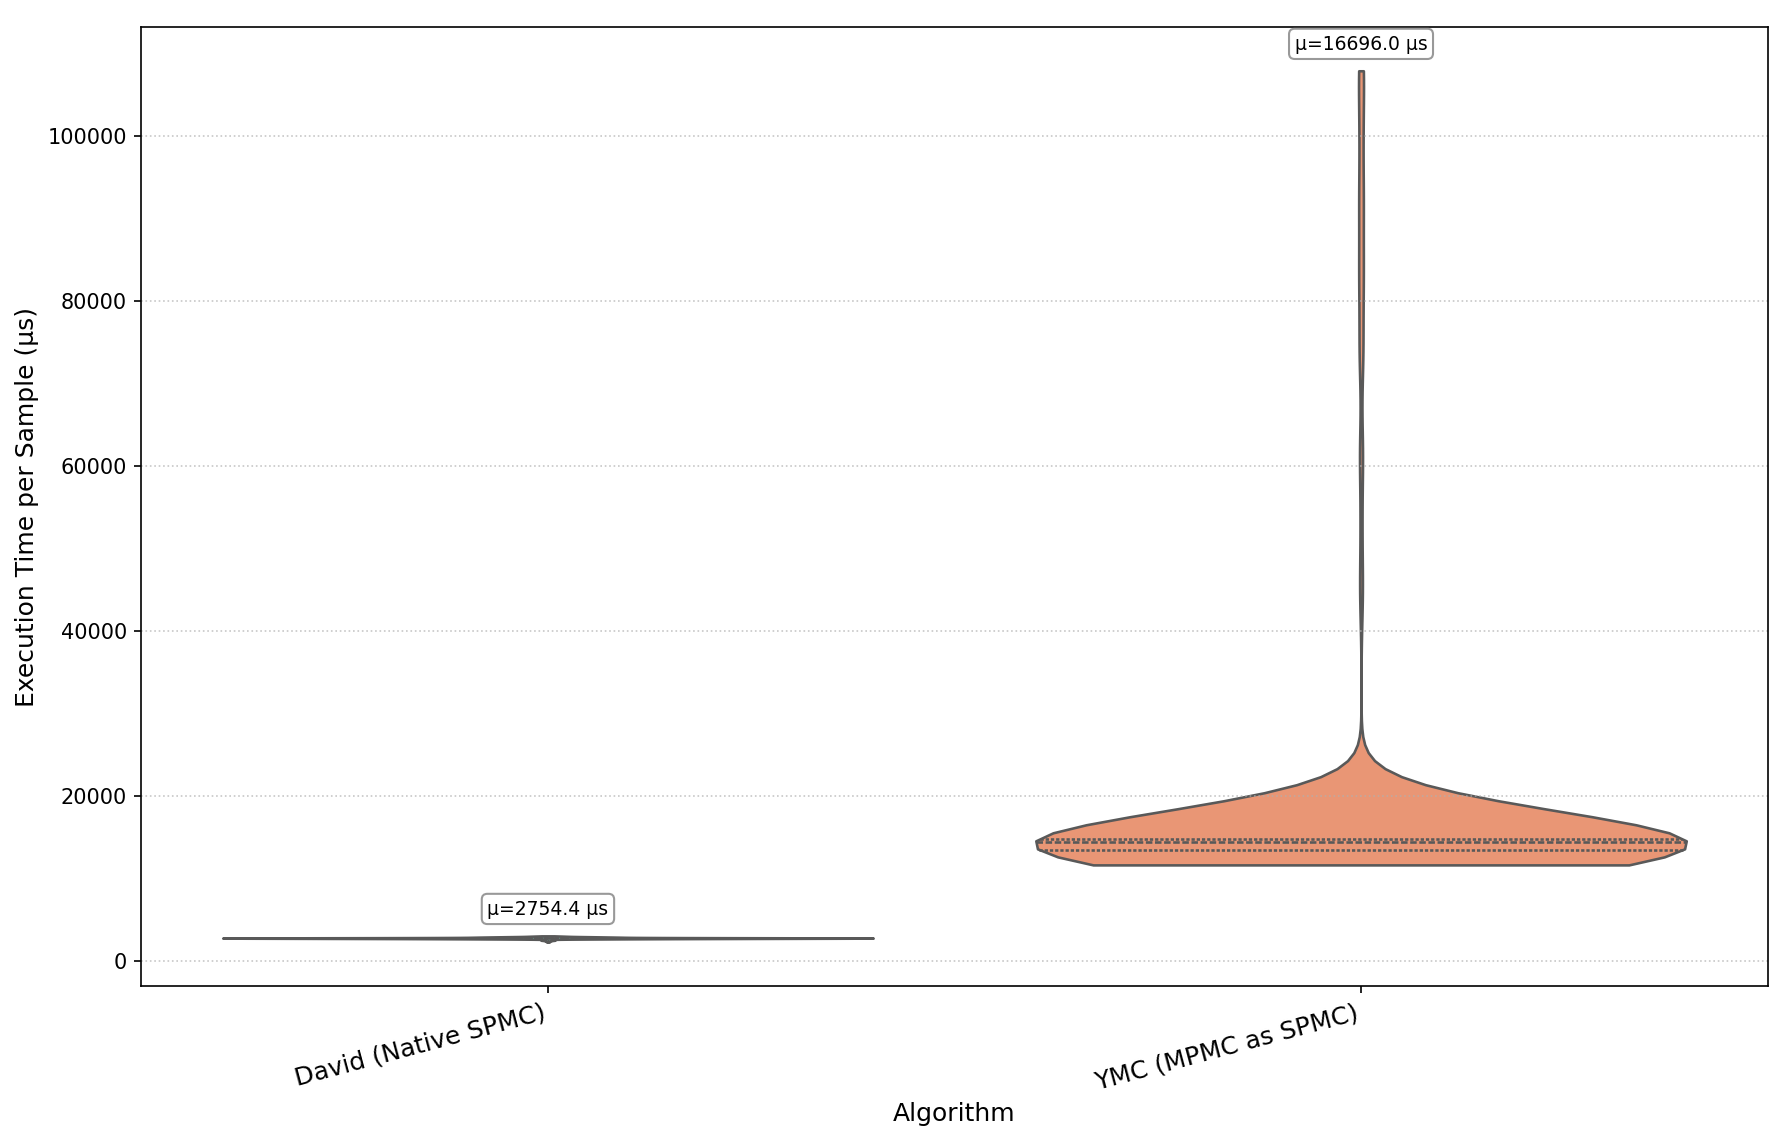 μ=16696.0 μs
100000
80000
60000
40000
20000
0
Execution Time per Sample (μs)
μ=2754.4 μs
David (Native SPMC)
YMC (MPMC as SPMC)
Algorithm